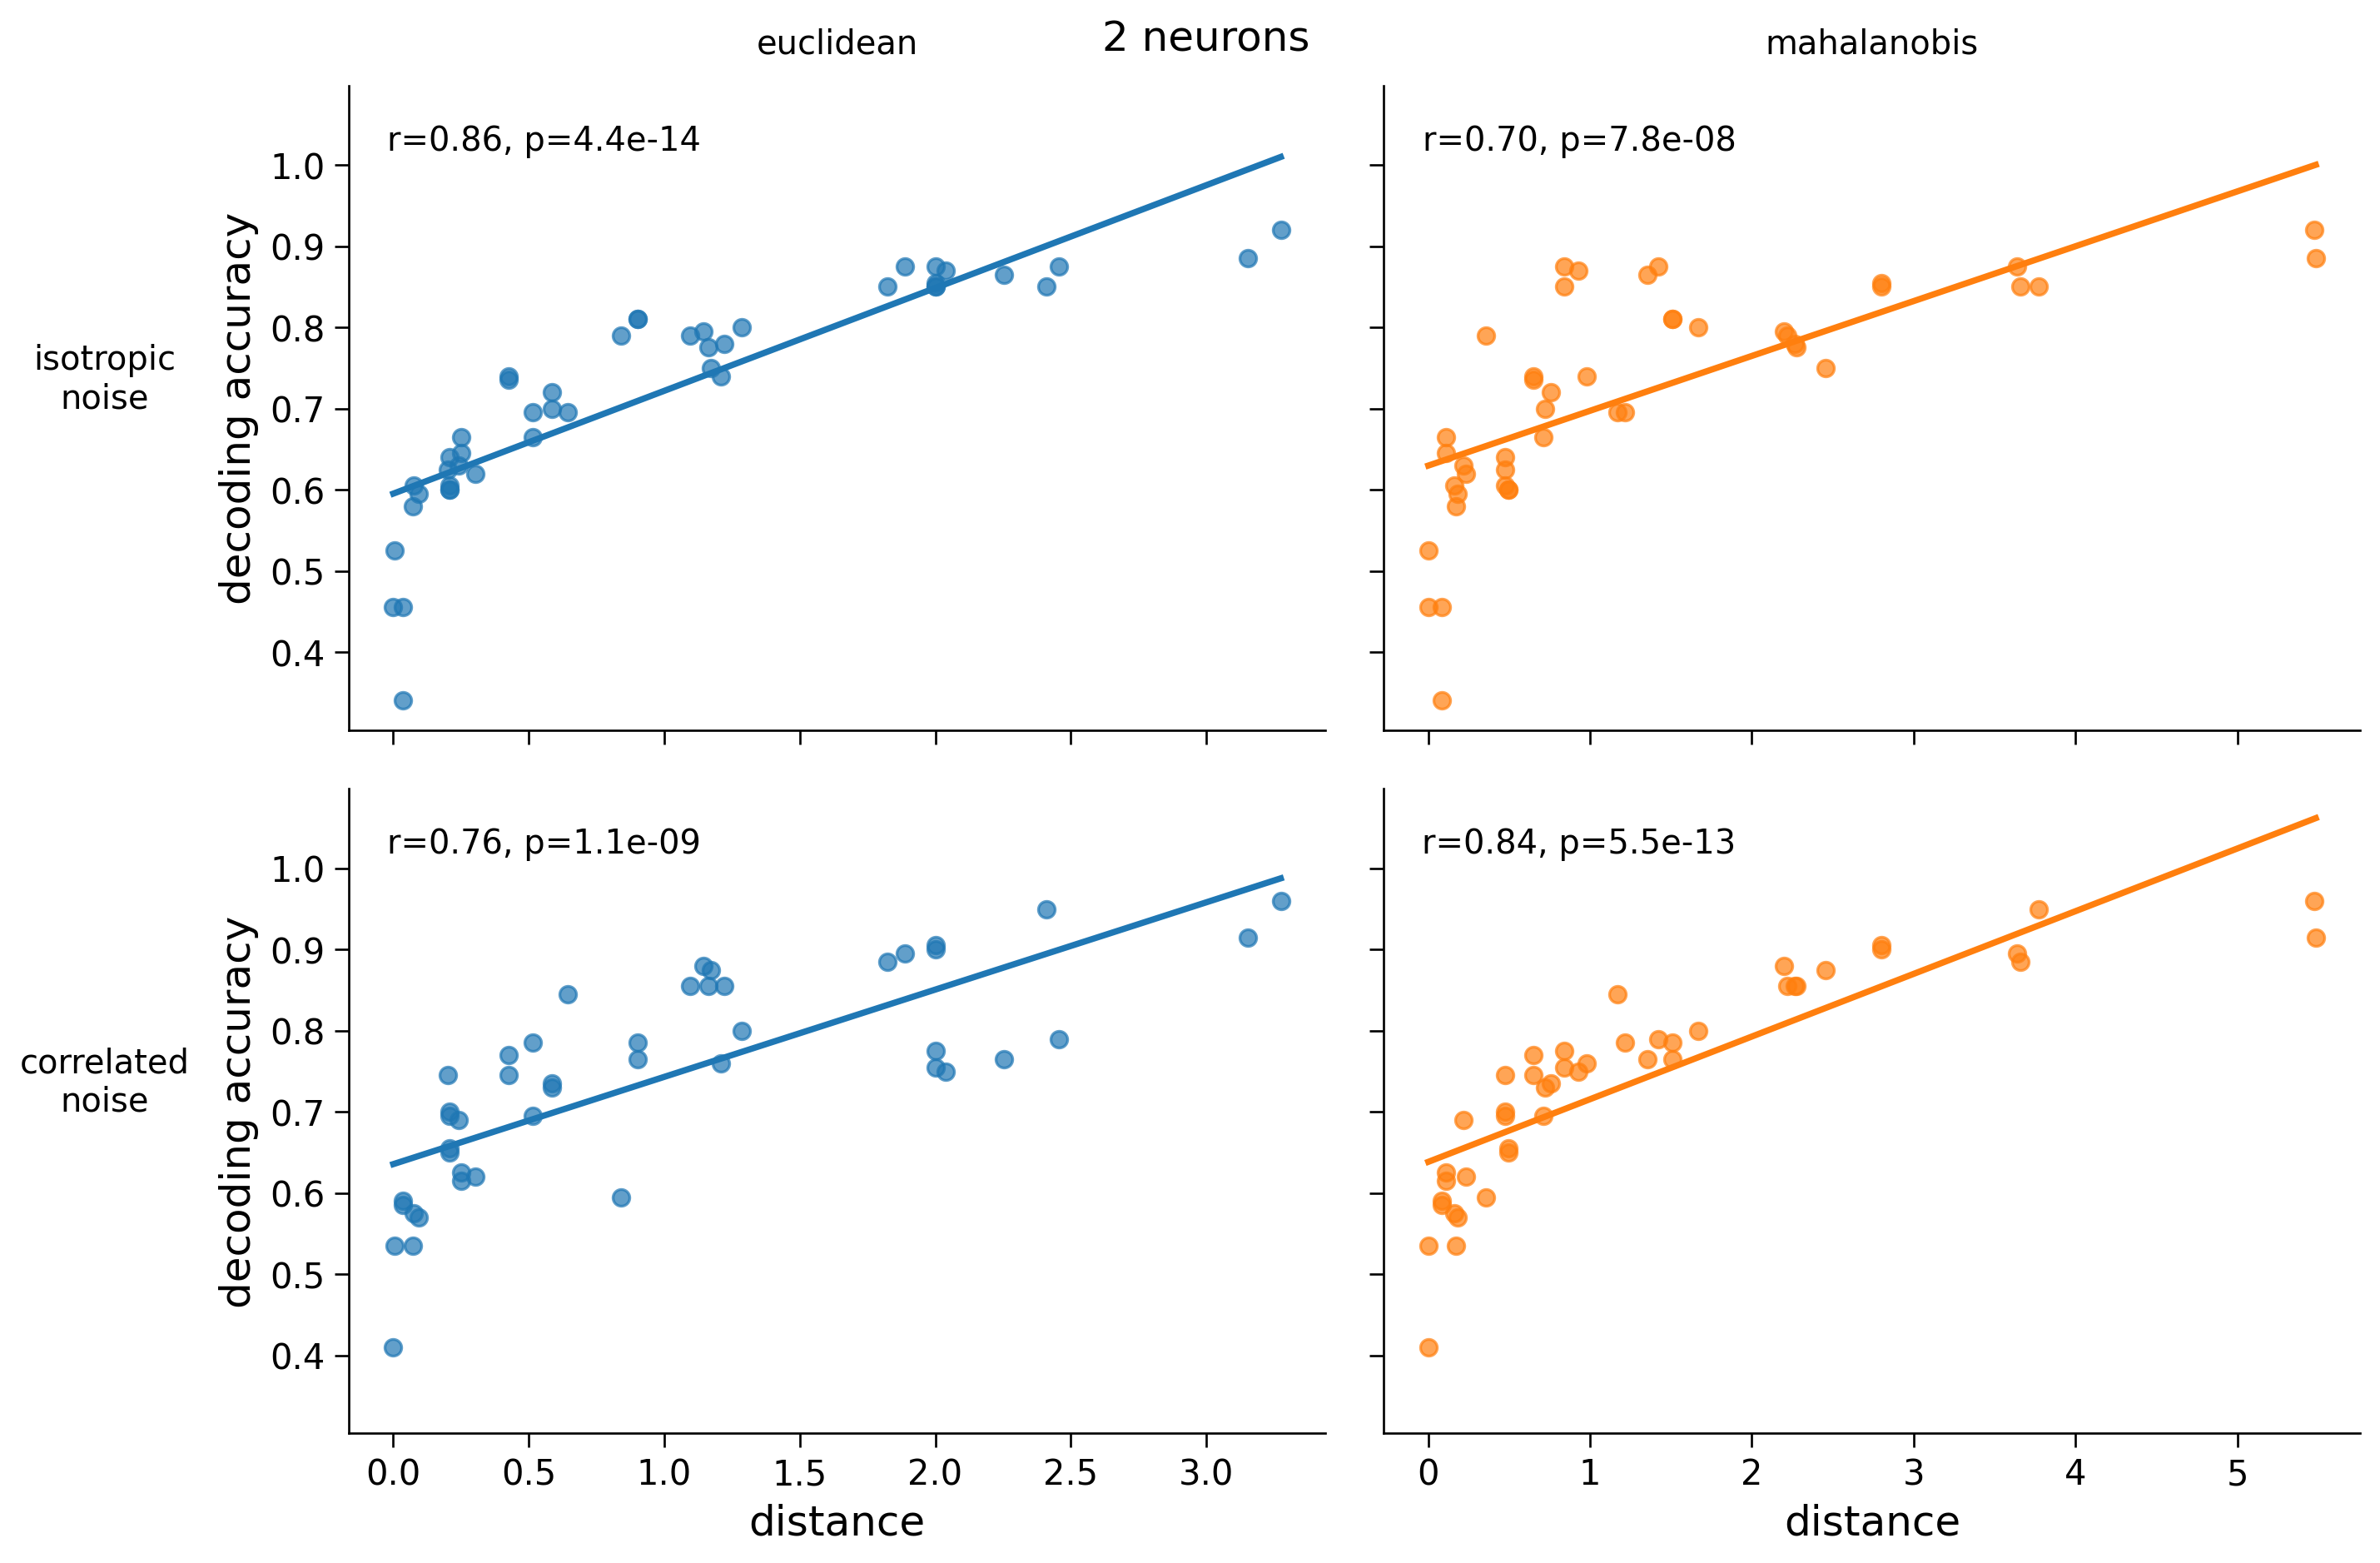 2 neurons
euclidean
mahalanobis
isotropic
noise
decoding accuracy
1.0
0.9
0.8
0.7
0.6
0.5
0.4
r=0.86, p=4.4e-14
r=0.70, p=7.8e-08
correlated
noise
decoding accuracy
1.0
0.9
0.8
0.7
0.6
0.5
0.4
r=0.76, p=1.1e-09
r=0.84, p=5.5e-13
0.0 0.5 1.0 1.5 2.0 2.5 3.0
distance
0 1 2 3 4 5
distance